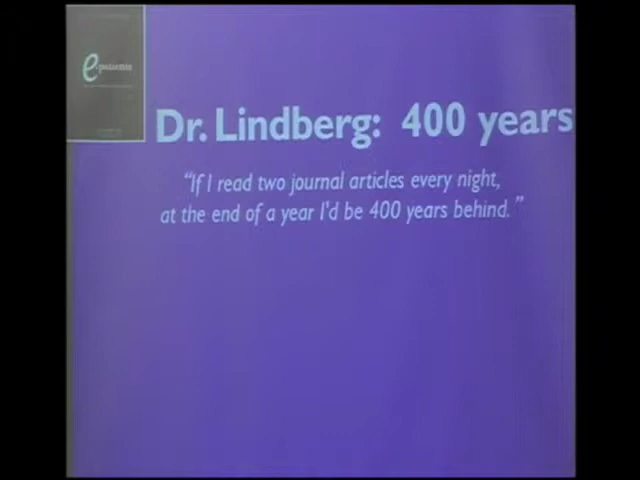 e-patients
Dr. Lindberg: 400 years
“If I read two journal articles every night,
at the end of a year I'd be 400 years behind.”